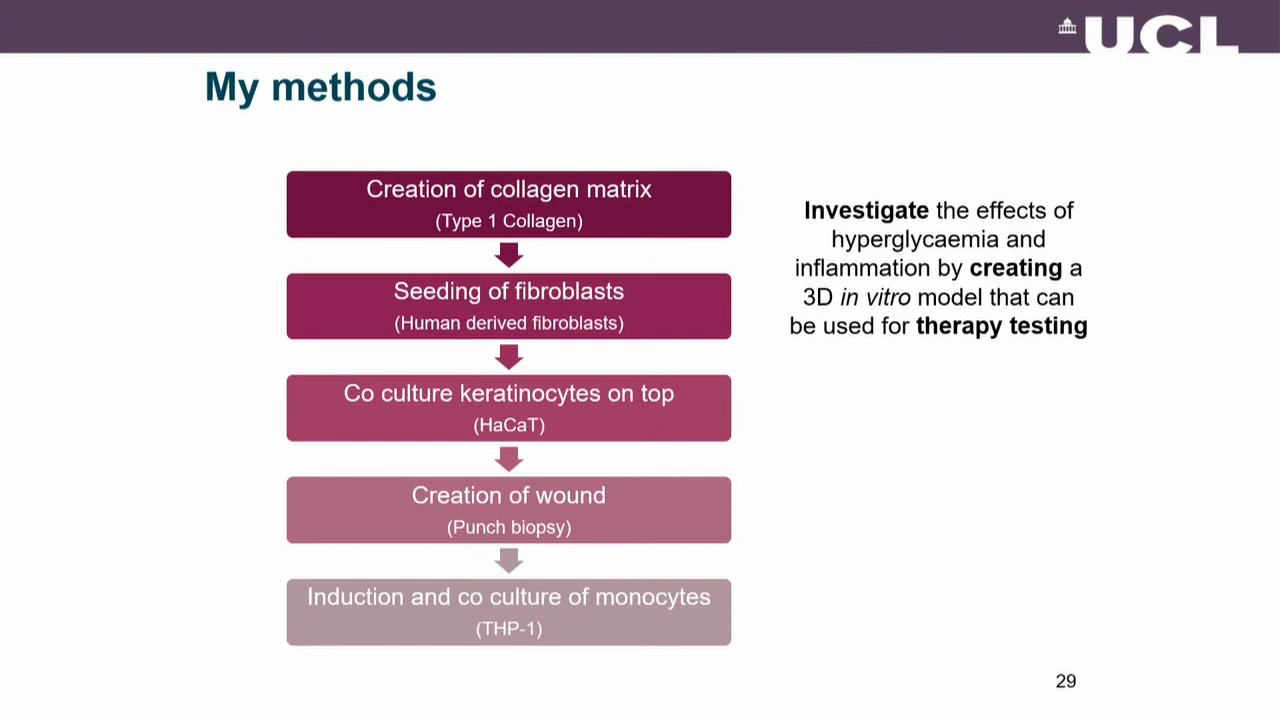 UCL
My methods
Creation of collagen matrix
(Type 1 Collagen)
Seeding of fibroblasts
(Human derived fibroblasts)
Co culture keratinocytes on top
(HaCaT)
Creation of wound
(Punch biopsy)
Induction and co culture of monocytes
(THP-1)
Investigate the effects of
hyperglycaemia and
inflammation by creating a
3D in vitro model that can
be used for therapy testing
29